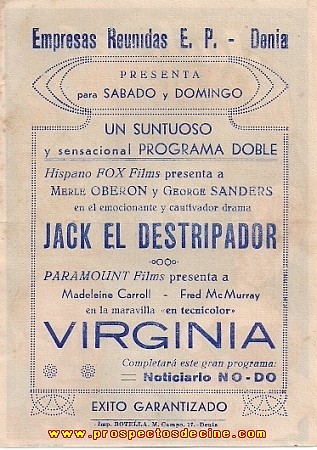 Empresas Reunidas E. P. - Denia
PRESENTA
para SABADO y DOMINGO
UN SUNTUOSO
y sensacional PROGRAMA DOBLE
Hispano FOX Films presenta a
MERLE OBERON y GEORGE SANDERS
en el emocionante y cautivador drama
JACK EL DESTRIPADOR
PARAMOUNT Films presenta a
Madeleine Carroll - Fred McMurray
en la maravilla «en tecnicolor»
VIRGINIA
Completará este gran programa:
Noticiario NO-DO
EXITO GARANTIZADO
Imp. BOTELLA, M. Campo, 17.-Denia
www.prospectosdecine.com